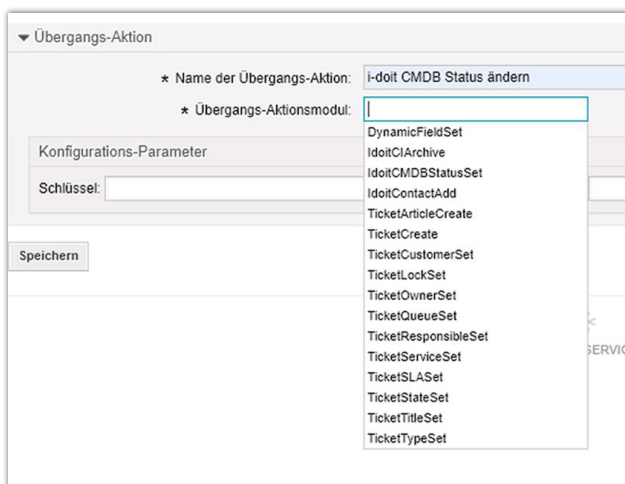 Übergangs-Aktion
* Name der Übergangs-Aktion: i-doit CMDB Status ändern
* Übergangs-Aktionsmodul:
DynamicFieldSet
Konfigurations-Parameter
IdoitCIArchive
IdoitCMDBStatusSet
Schlüssel:
IdoitContactAdd
TicketArticleCreate
TicketCreate
TicketCustomerSet
Speichern
TicketLockSet
TicketOwnerSet
TicketQueueSet
TicketResponsibleSet
TicketServiceSet
TicketSLASet
TicketStateSet
TicketTitleSet
TicketTypeSet